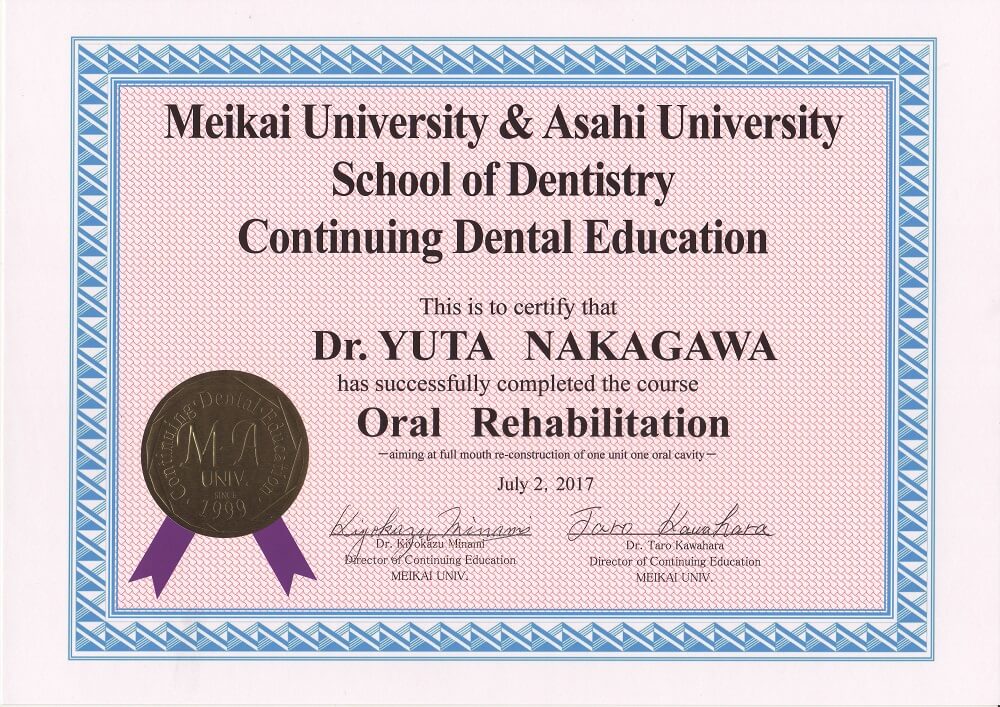 Meikai University & Asahi University
School of Dentistry
Continuing Dental Education
This is to certify that
Dr. YUTA NAKAGAWA
has successfully completed the course
Oral Rehabilitation
—aiming at full mouth re-construction of one unit one oral cavity—
July 2, 2017
Continuing Dental Education
M A
UNIV.
SINCE
1999
Kiyokazu Minami
Dr. Kiyokazu Minami
Director of Continuing Education
MEIKAI UNIV.
Taro Kawahara
Dr. Taro Kawahara
Director of Continuing Education
MEIKAI UNIV.